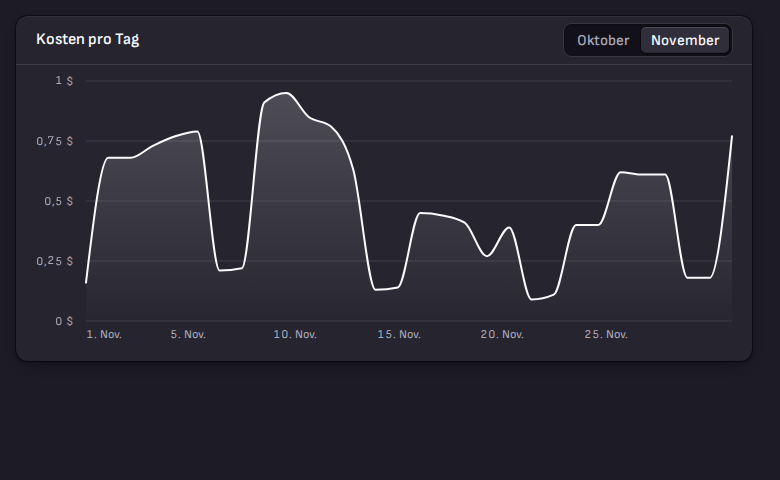 Kosten pro Tag
Oktober
November
1 $
0,75 $
0,5 $
0,25 $
0 $
1. Nov.
5. Nov.
10. Nov.
15. Nov.
20. Nov.
25. Nov.